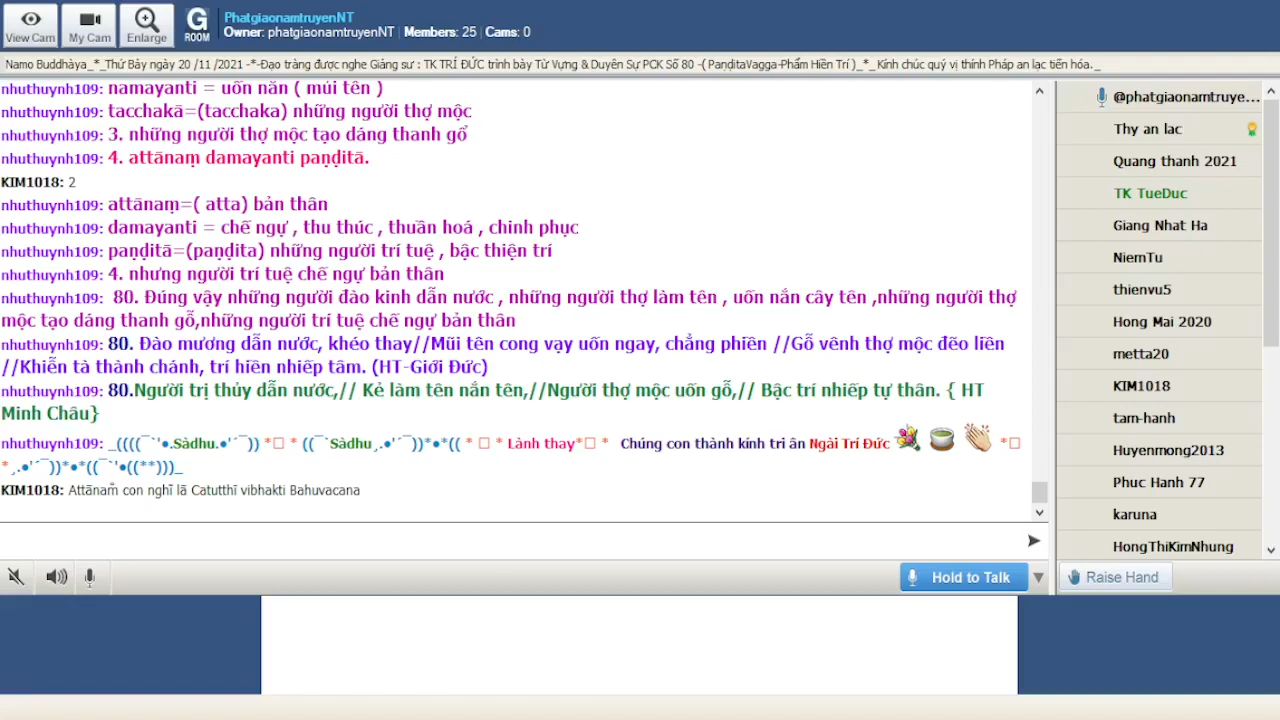 View Cam
My Cam
Enlarge
G
ROOM
PhatgiaonamtruyenNT
Owner: phatgiaonamtruyenNT | Members: 25 | Cams: 0
Namo Buddhàya_*_Thứ Bảy ngày 20 /11 /2021 -*-Đạo tràng được nghe Giảng sư : TK TRÍ ĐỨC trình bày Từ Vựng & Duyên Sự PCK Số 80 -( PaṇḍitaVagga-Phẩm Hiền Trí )_*_ Kính chúc quý vị thính Pháp an lạc tiến hóa._
nhuthuynh109: namayanti = uốn năn ( múi tên )
nhuthuynh109: tacchakā=(tacchaka) những người thợ mộc
nhuthuynh109: 3. những người thợ mộc tạo dáng thanh gổ
nhuthuynh109: 4. attānaṃ damayanti paṇḍitā.
KIM1018: 2
nhuthuynh109: attānaṃ=( atta) bản thân
nhuthuynh109: damayanti = chế ngự , thu thúc , thuần hoá , chinh phục
nhuthuynh109: paṇḍitā=(paṇḍita) những người trí tuệ , bậc thiện trí
nhuthuynh109: 4. nhưng người trí tuệ chế ngự bản thân
nhuthuynh109: 80. Đúng vậy những người đào kinh dẫn nước , những người thợ làm tên , uốn nắn cây tên ,những người thợ
mộc tạo dáng thanh gỗ,những người trí tuệ chế ngự bản thân
nhuthuynh109: 80. Đào mương dẫn nước, khéo thay//Mũi tên cong vạy uốn ngay, chẳng phiền //Gỗ vênh thợ mộc đẽo liền
//Khiến tà thành chánh, trí hiền nhiếp tâm. (HT-Giới Đức)
nhuthuynh109: 80.Người trị thủy dẫn nước,// Kẻ làm tên nắn tên,//Người thợ mộc uốn gỗ,// Bậc trí nhiếp tự thân. { HT
Minh Châu}
nhuthuynh109: _((((¯`'•.Sàdhu.•'´¯)) *□ * ((¯`Sàdhu¸.•'´¯))*•*(( * □ * Lành thay*□ * Chúng con thành kính tri ân Ngài Trí Đức *□
*¸.•'´¯))*•*((¯`'•((**)))_
KIM1018: Attānaṁ con nghĩ là Catutthī vibhakti Bahuvacana
Hold to Talk
@phatgiaonamtruye...
Thy an lac
Quang thanh 2021
TK TueDuc
Giang Nhat Ha
NiemTu
thienvu5
Hong Mai 2020
metta20
KIM1018
tam-hanh
Huyenmong2013
Phuc Hanh 77
karuna
HongThiKimNhung
Raise Hand